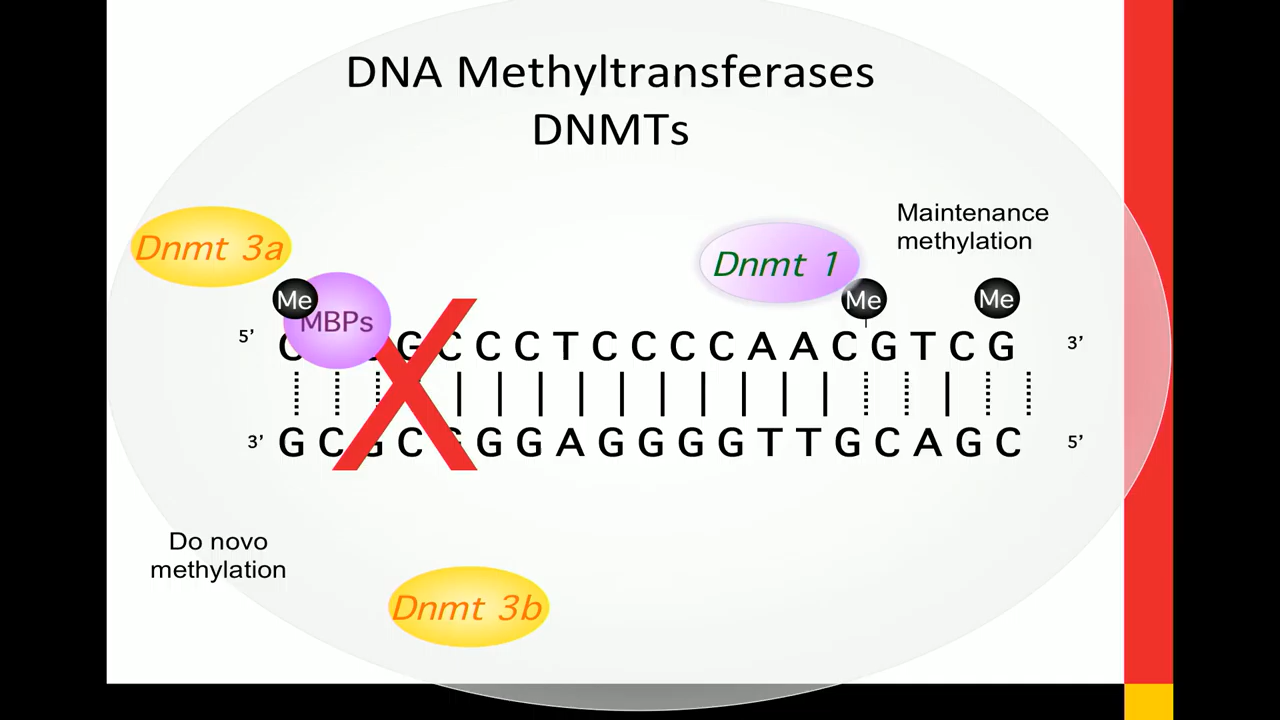 DNA Methyltransferases
DNMTs
Maintenance
methylation
Dnmt 3a
Dnmt 1
Me
MBPs
Me
Me
5’
C G C C C T C C C C A A C G T C G
3’
3’
G C G C G G G A G G G G T T G C A G C
5’
Do novo
methylation
Dnmt 3b